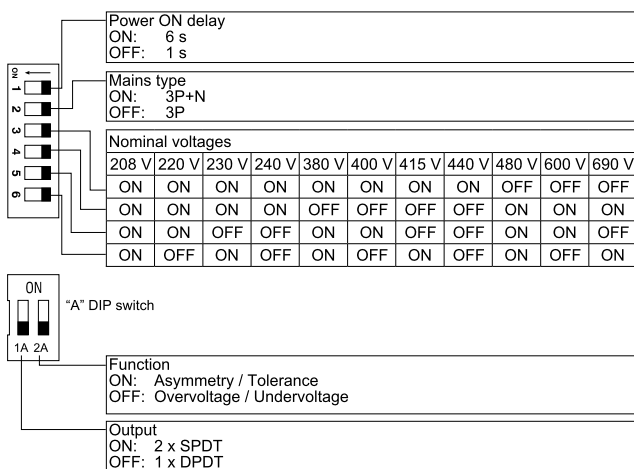 Power ON delay
ON: 6 s
OFF: 1 s
ON
1
2
3
4
5
6
Mains type
ON: 3P+N
OFF: 3P
Nominal voltages
208 V 220 V 230 V 240 V 380 V 400 V 415 V 440 V 480 V 600 V 690 V
ON ON ON ON ON ON ON ON OFF OFF OFF
ON ON ON ON OFF OFF OFF OFF ON ON ON
ON ON OFF OFF ON ON OFF OFF ON ON OFF
ON OFF ON OFF ON OFF ON OFF ON OFF ON
ON
"A" DIP switch
1A 2A
Function
ON: Asymmetry / Tolerance
OFF: Overvoltage / Undervoltage
Output
ON: 2 x SPDT
OFF: 1 x DPDT